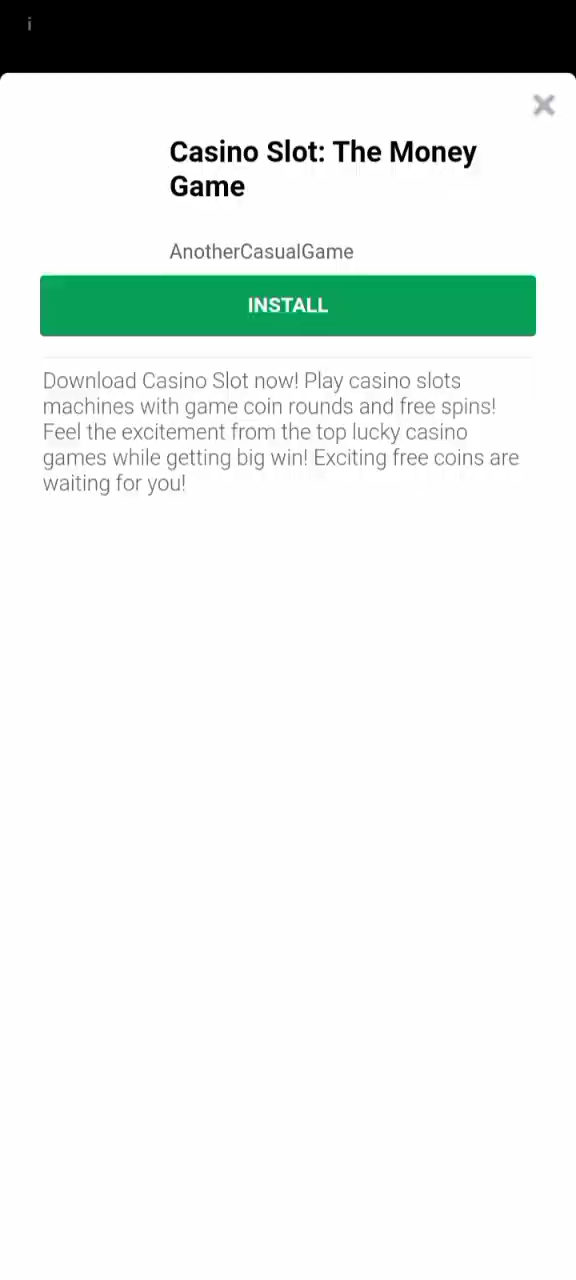 i
Casino Slot: The Money
Game
AnotherCasualGame
INSTALL
Download Casino Slot now! Play casino slots
machines with game coin rounds and free spins!
Feel the excitement from the top lucky casino
games while getting big win! Exciting free coins are
waiting for you!